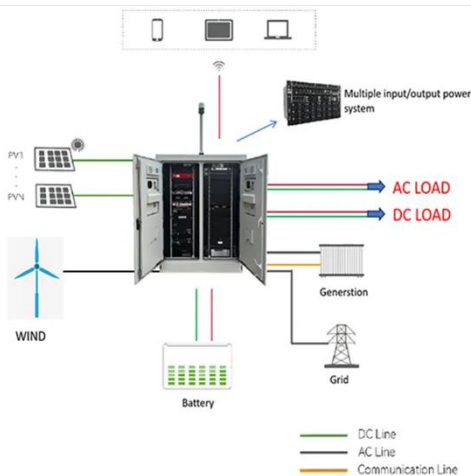 Multiple input/output power
system
PV1
PVN
AC LOAD
DC LOAD
WIND
Generstion
Battery
Grid
DC Line
AC Line
Communication Line